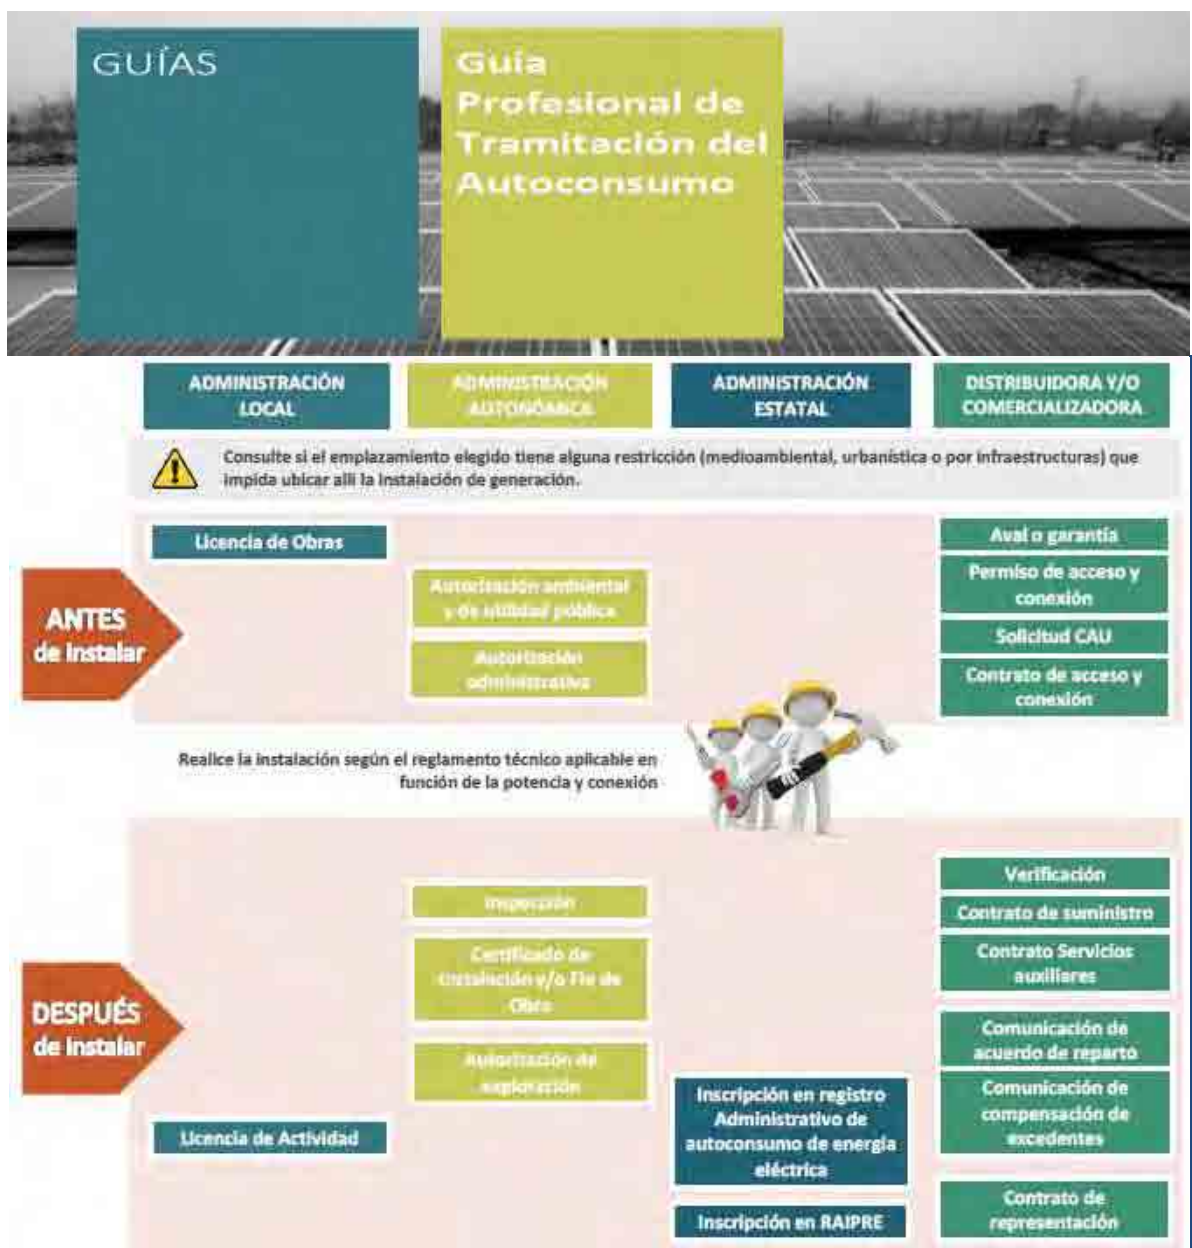 GUÍAS
Guía
Profesional de
Tramitación del
Autoconsumo
ADMINISTRACIÓN
LOCAL
ADMINISTRACIÓN
AUTONÓMICA
ADMINISTRACIÓN
ESTATAL
DISTRIBUIDORA Y/O
COMERCIALIZADORA
Consulte si el emplazamiento elegido tiene alguna restricción (medioambiental, urbanística o por infraestructuras) que
impida ubicar allí la instalación de generación.
ANTES
de instalar
Licencia de Obras
Autorización ambiental
y de utilidad pública
Autorización
administrativa
Aval o garantía
Permiso de acceso y
conexión
Solicitud CAU
Contrato de acceso y
conexión
Realice la instalación según el reglamento técnico aplicable en
función de la potencia y conexión
DESPUÉS
de instalar
Licencia de Actividad
Inspección
Certificado de
instalación y/o Fin de
Obra
Autorización de
explotación
Inscripción en registro
Administrativo de
autoconsumo de energía
eléctrica
Inscripción en RAIPRE
Verificación
Contrato de suministro
Contrato Servicios
auxiliares
Comunicación de
acuerdo de reparto
Comunicación de
compensación de
excedentes
Contrato de
representación